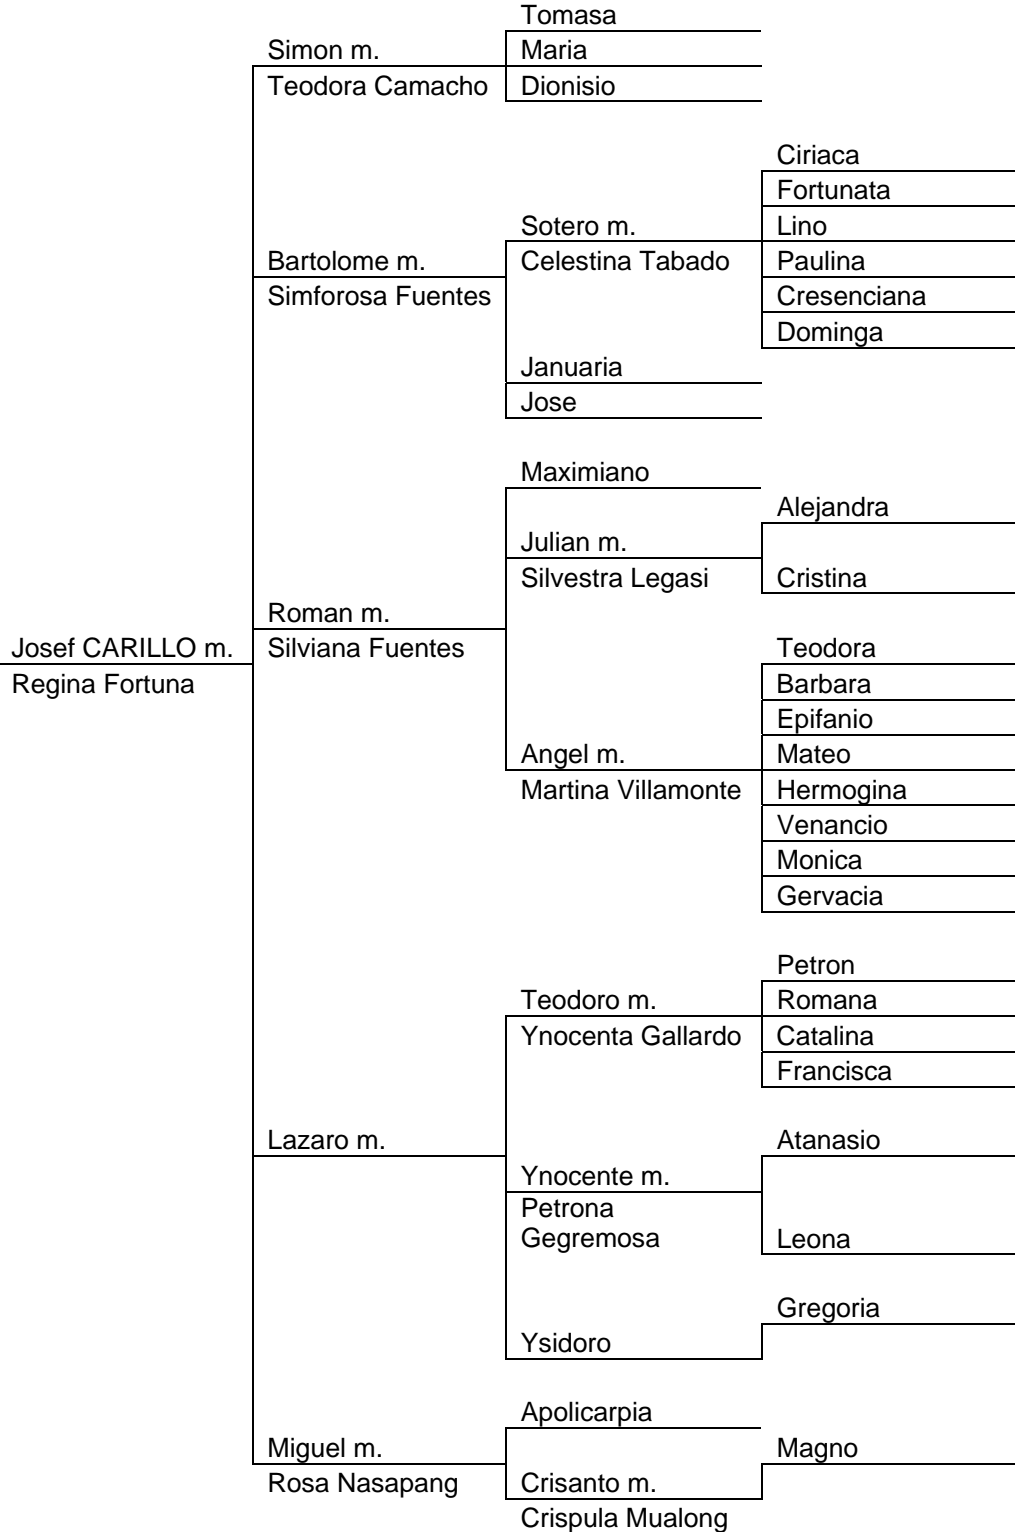 Tomasa
Simon m.
Maria
Teodora Camacho
Dionisio
Ciriaca
Fortunata
Sotero m.
Lino
Bartolome m.
Celestina Tabado
Paulina
Simforosa Fuentes
Cresenciana
Dominga
Januaria
Jose
Maximiano
Alejandra
Julian m.
Silvestra Legasi
Cristina
Roman m.
Josef CARILLO m.
Silviana Fuentes
Teodora
Regina Fortuna
Barbara
Epifanio
Angel m.
Mateo
Martina Villamonte
Hermogina
Venancio
Monica
Gervacia
Petron
Teodoro m.
Romana
Ynocenta Gallardo
Catalina
Francisca
Lazaro m.
Atanasio
Ynocente m.
Petrona
Gegremosa
Leona
Gregoria
Ysidoro
Apolicarpia
Miguel m.
Magno
Rosa Nasapang
Crisanto m.
Crispula Mualong